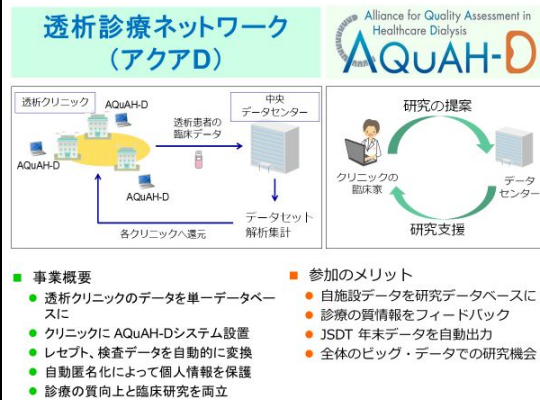 透析診療ネットワーク
（アクアD）
Alliance for Quality Assessment in
Healthcare Dialysis
AQUAH-D
透析クリニック
AQuAH-D
AQuAH-D
AQuAH-D
透析患者の
臨床データ
中央
データセンター
データセット
解析集計
各クリニックへ還元
研究の提案
クリニックの
臨床家
データ
センター
研究支援
■ 事業概要
● 透析クリニックのデータを単一データベー
スに
● クリニックに AQuAH-Dシステム設置
● レセプト、検査データを自動的に変換
● 自動匿名化によって個人情報を保護
● 診療の質向上と臨床研究を両立
■ 参加のメリット
● 自施設データを研究データベースに
● 診療の質情報をフィードバック
● JSDT 年末データを自動出力
● 全体のビッグ・データでの研究機会